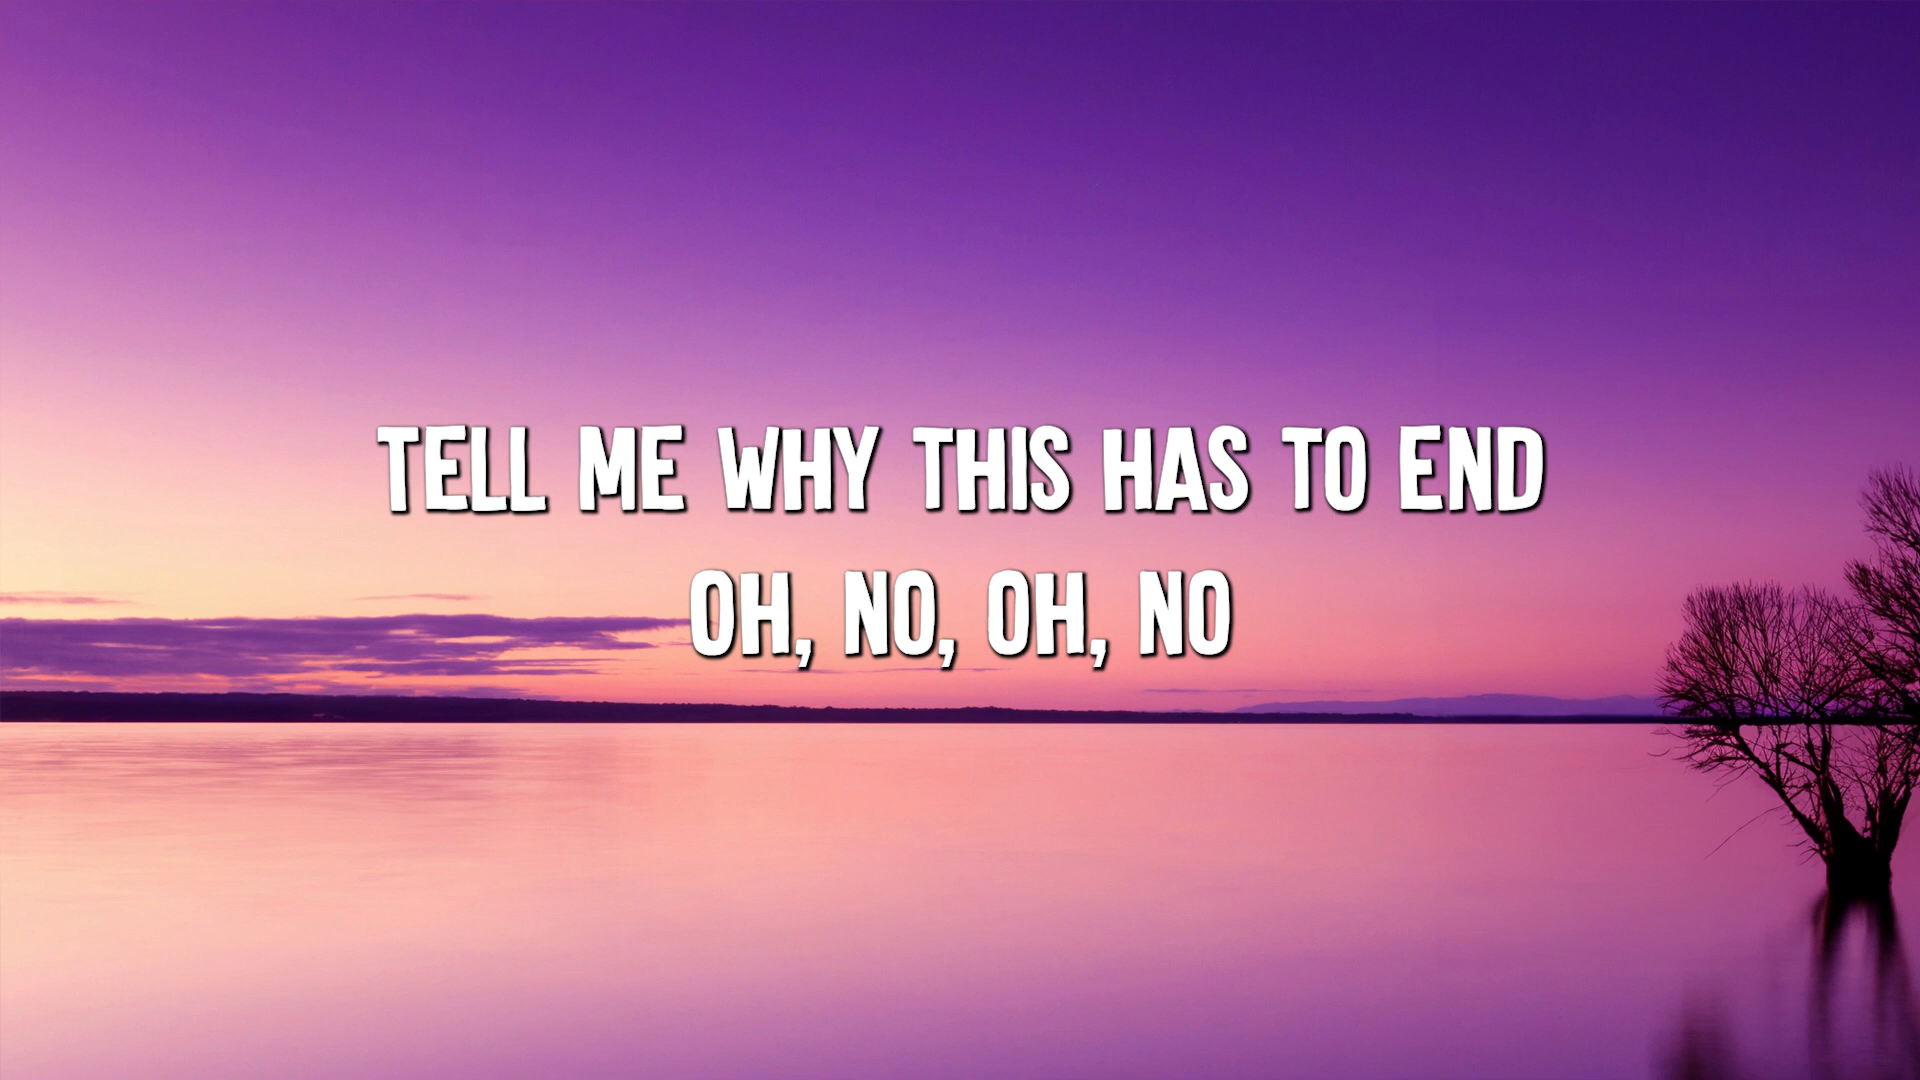 TELL ME WHY THIS HAS TO END
OH, NO, OH, NO